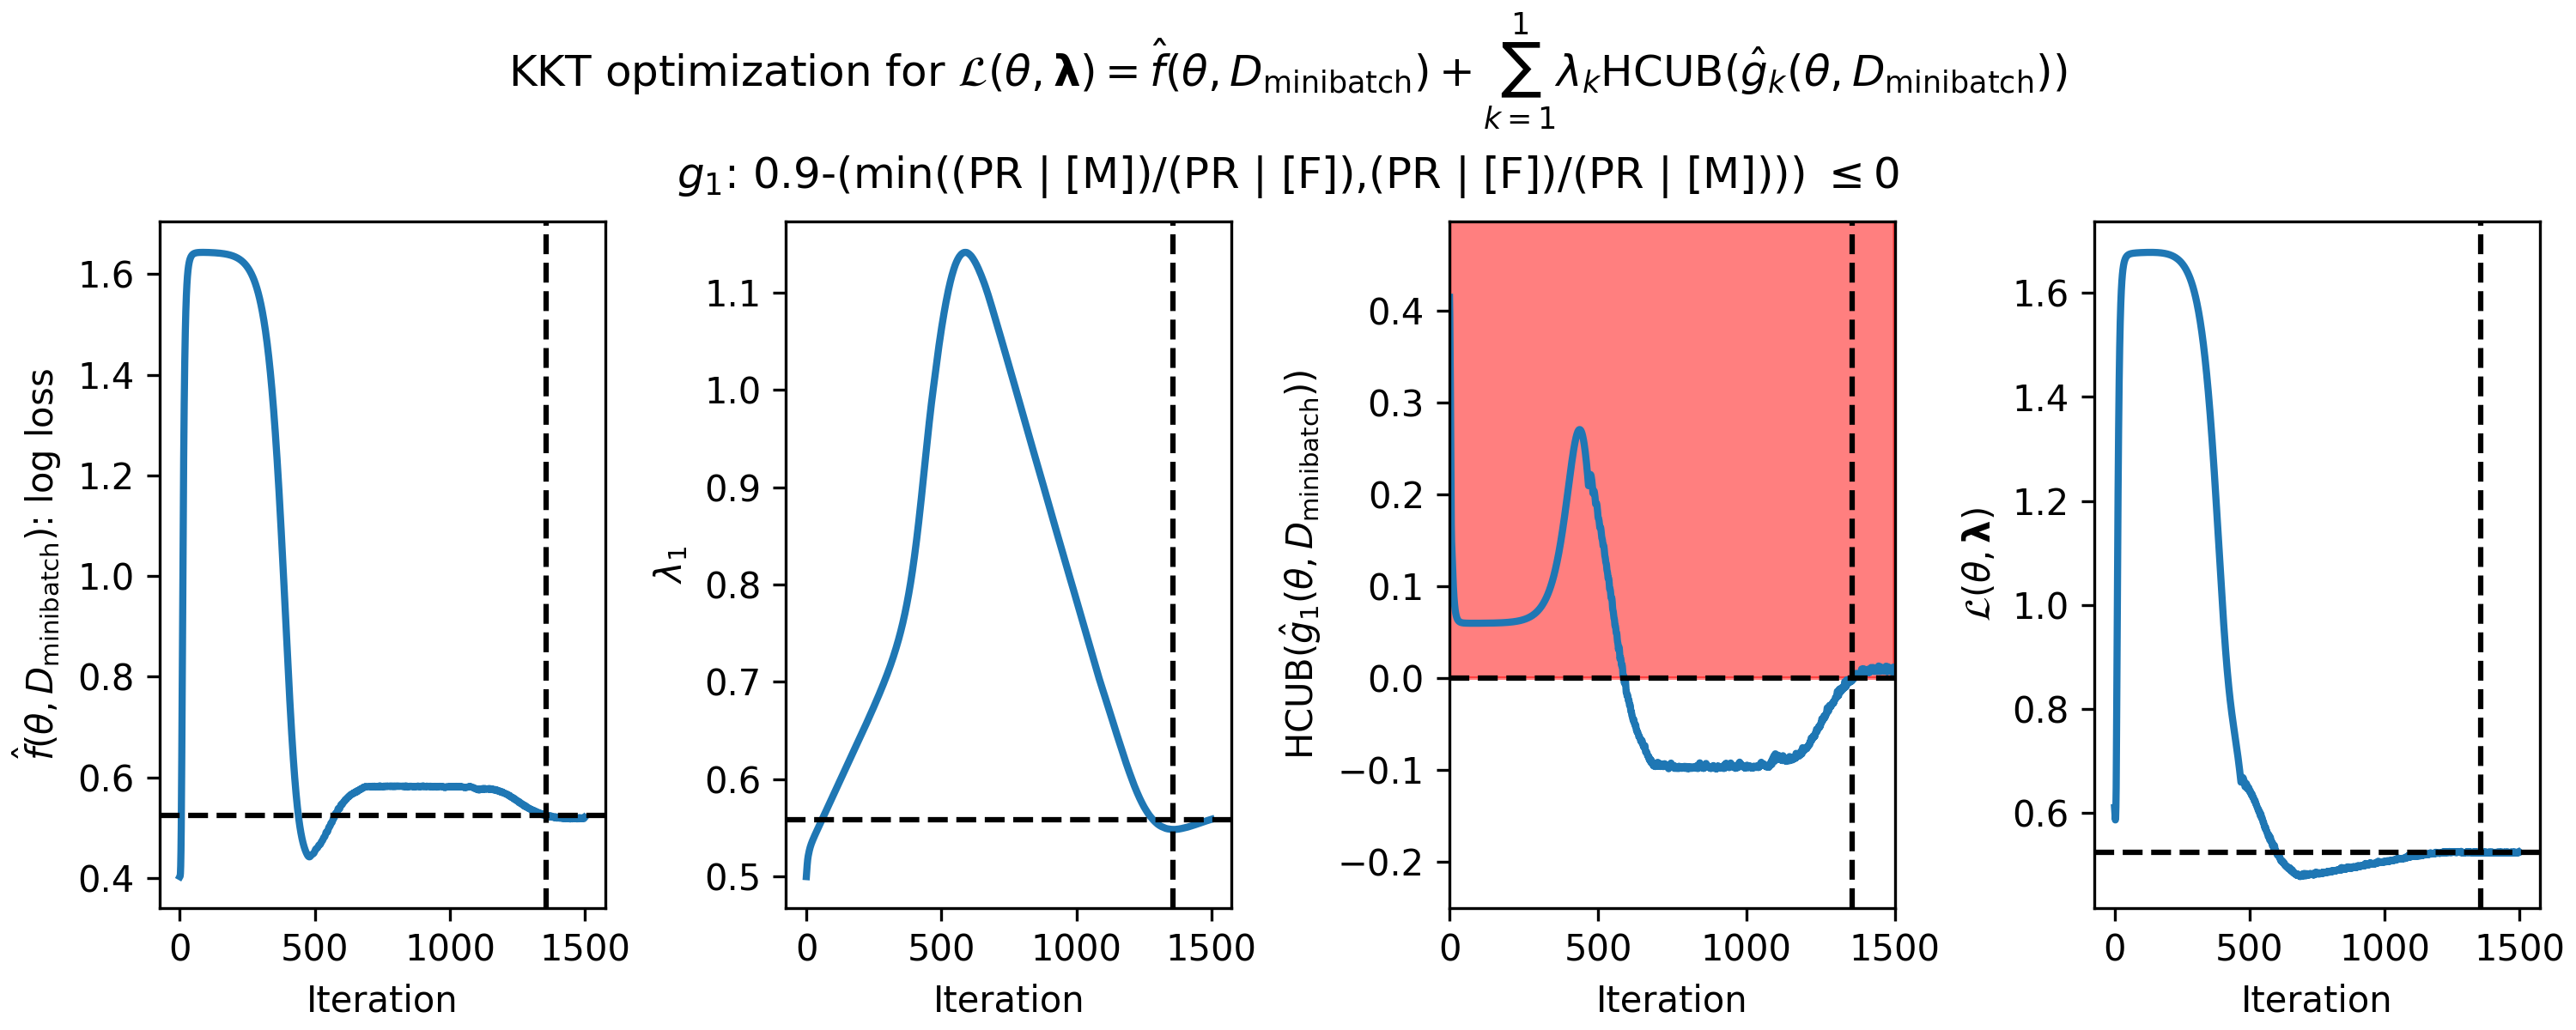 KKT optimization for ℒ(θ, λ) = f̂(θ, D_minibatch) + ∑_{k=1}^{1} λ_k HCUB(ĝ_k(θ, D_minibatch))
g₁: 0.9-(min((PR | [M])/(PR | [F]),(PR | [F])/(PR | [M]))) ≤0
f̂(θ, D_minibatch): log loss
1.6
1.4
1.2
1.0
0.8
0.6
0.4
0 500 1000 1500
Iteration
λ₁
1.1
1.0
0.9
0.8
0.7
0.6
0.5
0 500 1000 1500
Iteration
HCUB(ĝ₁(θ, D_minibatch))
0.4
0.3
0.2
0.1
0.0
−0.1
−0.2
0 500 1000 1500
Iteration
ℒ(θ, λ)
1.6
1.4
1.2
1.0
0.8
0.6
0 500 1000 1500
Iteration